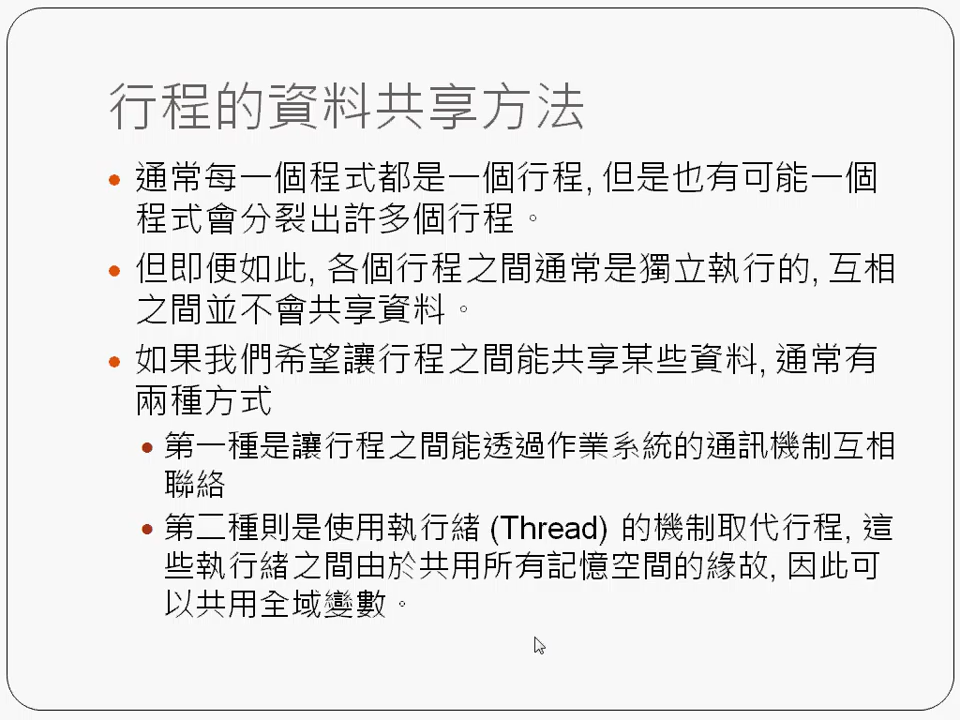 行程的資料共享方法
通常每一個程式都是一個行程, 但是也有可能一個
程式會分裂出許多個行程。
但即便如此, 各個行程之間通常是獨立執行的, 互相
之間並不會共享資料。
如果我們希望讓行程之間能共享某些資料, 通常有
兩種方式
第一種是讓行程之間能透過作業系統的通訊機制互相
聯絡
第二種則是使用執行緒 (Thread) 的機制取代行程, 這
些執行緒之間由於共用所有記憶空間的緣故, 因此可
以共用全域變數。